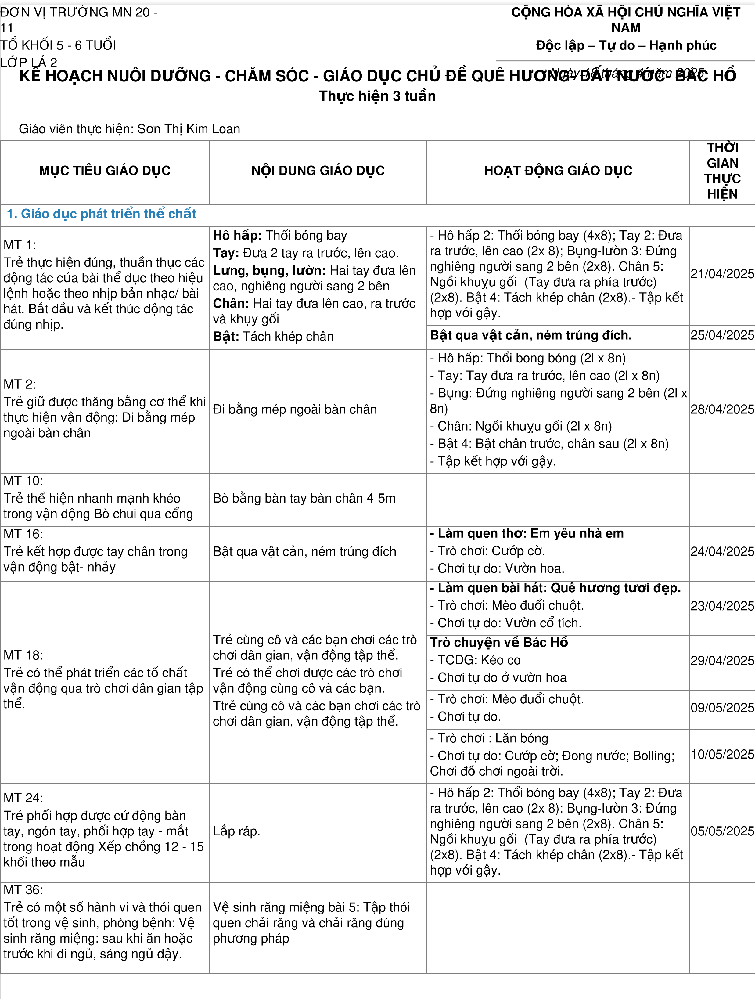 ĐƠN VỊ TRƯỜNG MN 20 -
11
TỔ KHỐI 5 - 6 TUỔI
LỚP LÁ 2
CỘNG HÒA XÃ HỘI CHỦ NGHĨA VIỆT
NAM
Độc lập – Tự do – Hạnh phúc
Ngày 18 tháng 4 năm 2025
KẾ HOẠCH NUÔI DƯỠNG - CHĂM SÓC - GIÁO DỤC CHỦ ĐỀ QUÊ HƯƠNG- ĐẤT NƯỚC- BÁC HỒ
Thực hiện 3 tuần
Giáo viên thực hiện: Sơn Thị Kim Loan
MỤC TIÊU GIÁO DỤC
NỘI DUNG GIÁO DỤC
HOẠT ĐỘNG GIÁO DỤC
THỜI
GIAN
THỰC
HIỆN
1. Giáo dục phát triển thể chất
MT 1:
Trẻ thực hiện đúng, thuần thục các
động tác của bài thể dục theo hiệu
lệnh hoặc theo nhịp bản nhạc/ bài
hát. Bắt đầu và kết thúc động tác
đúng nhịp.
Hô hấp: Thổi bóng bay
Tay: Đưa 2 tay ra trước, lên cao.
Lưng, bụng, lườn: Hai tay đưa lên
cao, nghiêng người sang 2 bên
Chân: Hai tay đưa lên cao, ra trước
và khụy gối
Bật: Tách khép chân
- Hô hấp 2: Thổi bóng bay (4x8); Tay 2: Đưa
ra trước, lên cao (2x 8); Bụng-lườn 3: Đứng
nghiêng người sang 2 bên (2x8). Chân 5:
Ngồi khuỵu gối  (Tay đưa ra phía trước)
(2x8). Bật 4: Tách khép chân (2x8).- Tập kết
hợp với gậy.
21/04/2025
Bật qua vật cản, ném trúng đích.
25/04/2025
MT 2:
Trẻ giữ được thăng bằng cơ thể khi
thực hiện vận động: Đi bằng mép
ngoài bàn chân
Đi bằng mép ngoài bàn chân
- Hô hấp: Thổi bong bóng (2l x 8n)
- Tay: Tay đưa ra trước, lên cao (2l x 8n)
- Bụng: Đứng nghiêng người sang 2 bên (2l x
8n)
- Chân: Ngồi khuỵu gối (2l x 8n)
- Bật 4: Bật chân trước, chân sau (2l x 8n)
- Tập kết hợp với gậy.
28/04/2025
MT 10:
Trẻ thể hiện nhanh mạnh khéo
trong vận động Bò chui qua cổng
Bò bằng bàn tay bàn chân 4-5m
MT 16:
Trẻ kết hợp được tay chân trong
vận động bật- nhảy
Bật qua vật cản, ném trúng đích
- Làm quen thơ: Em yêu nhà em
- Trò chơi: Cướp cờ.
- Chơi tự do: Vườn hoa.
24/04/2025
MT 18:
Trẻ có thể phát triển các tố chất
vận động qua trò chơi dân gian tập
thể.
Trẻ cùng cô và các bạn chơi các trò
chơi dân gian, vận động tập thể.
Trẻ có thể chơi được các trò chơi
vận động cùng cô và các bạn.
Ttrẻ cùng cô và các bạn chơi các trò
chơi dân gian, vận động tập thể.
- Làm quen bài hát: Quê hương tươi đẹp.
- Trò chơi: Mèo đuổi chuột.
- Chơi tự do: Vườn cổ tích.
23/04/2025
Trò chuyện về Bác Hồ
- TCDG: Kéo co
- Chơi tự do ở vườn hoa
29/04/2025
- Trò chơi: Mèo đuổi chuột.
- Chơi tự do.
09/05/2025
- Trò chơi : Lăn bóng
- Chơi tự do: Cướp cờ; Đong nước; Bolling;
Chơi đồ chơi ngoài trời.
10/05/2025
MT 24:
Trẻ phối hợp được cử động bàn
tay, ngón tay, phối hợp tay - mắt
trong hoạt động Xếp chồng 12 - 15
khối theo mẫu
Lắp ráp.
- Hô hấp 2: Thổi bóng bay (4x8); Tay 2: Đưa
ra trước, lên cao (2x 8); Bụng-lườn 3: Đứng
nghiêng người sang 2 bên (2x8). Chân 5:
Ngồi khuỵu gối  (Tay đưa ra phía trước)
(2x8). Bật 4: Tách khép chân (2x8).- Tập kết
hợp với gậy.
05/05/2025
MT 36:
Trẻ có một số hành vi và thói quen
tốt trong vệ sinh, phòng bệnh: Vệ
sinh răng miệng: sau khi ăn hoặc
trước khi đi ngủ, sáng ngủ dậy.
Vệ sinh răng miệng bài 5: Tập thói
quen chải răng và chải răng đúng
phương pháp